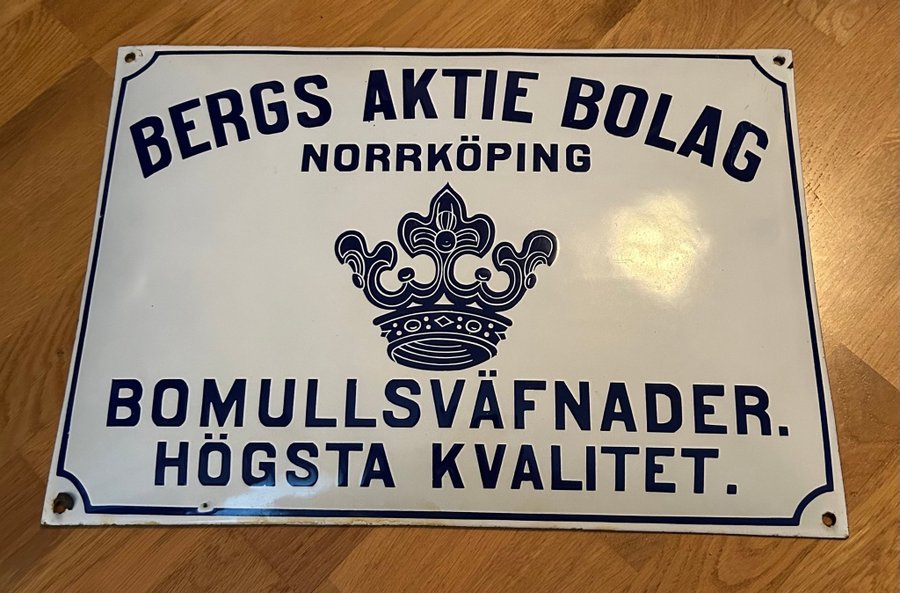 BERGS AKTIE BOLAG
NORRKÖPING
BOMULLSVÄFNADER.
HÖGSTA KVALITET.